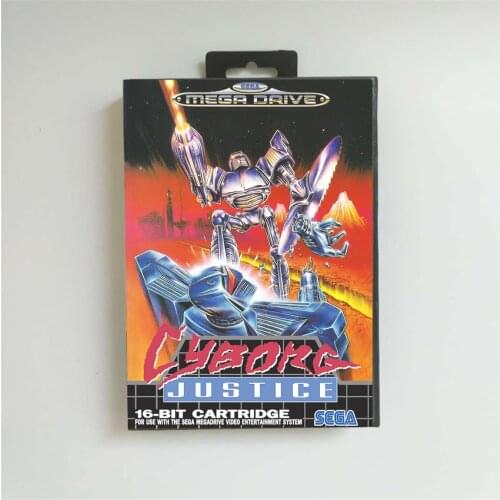 SEGA
MEGA DRIVE
CYBORG
JUSTICE
16-BIT CARTRIDGE
FOR USE WITH THE SEGA MEGADRIVE VIDEO ENTERTAINMENT SYSTEM
SEGA